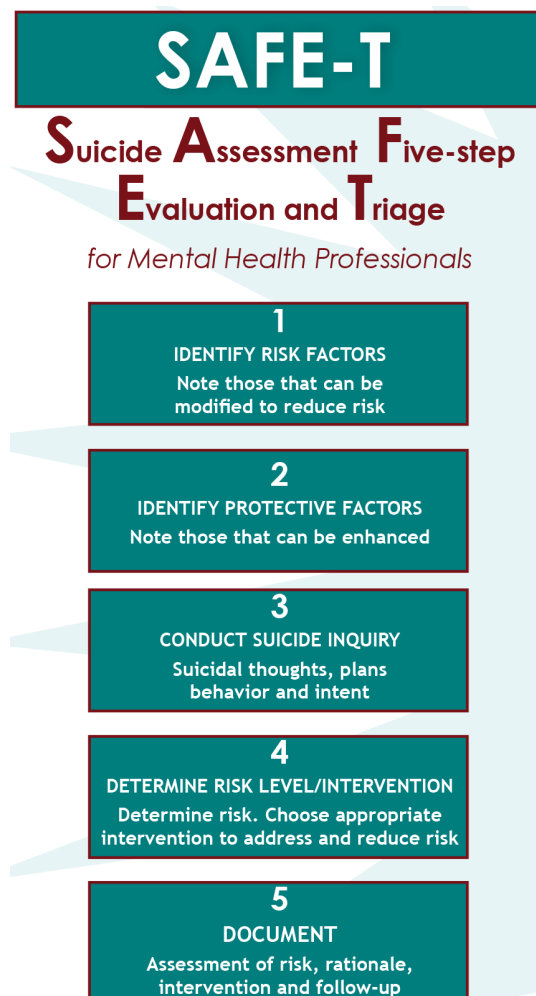 SAFE-T
Suicide Assessment Five-step
Evaluation and Triage
for Mental Health Professionals
1
IDENTIFY RISK FACTORS
Note those that can be
modified to reduce risk
2
IDENTIFY PROTECTIVE FACTORS
Note those that can be enhanced
3
CONDUCT SUICIDE INQUIRY
Suicidal thoughts, plans
behavior and intent
4
DETERMINE RISK LEVEL/INTERVENTION
Determine risk. Choose appropriate
intervention to address and reduce risk
5
DOCUMENT
Assessment of risk, rationale,
intervention and follow-up